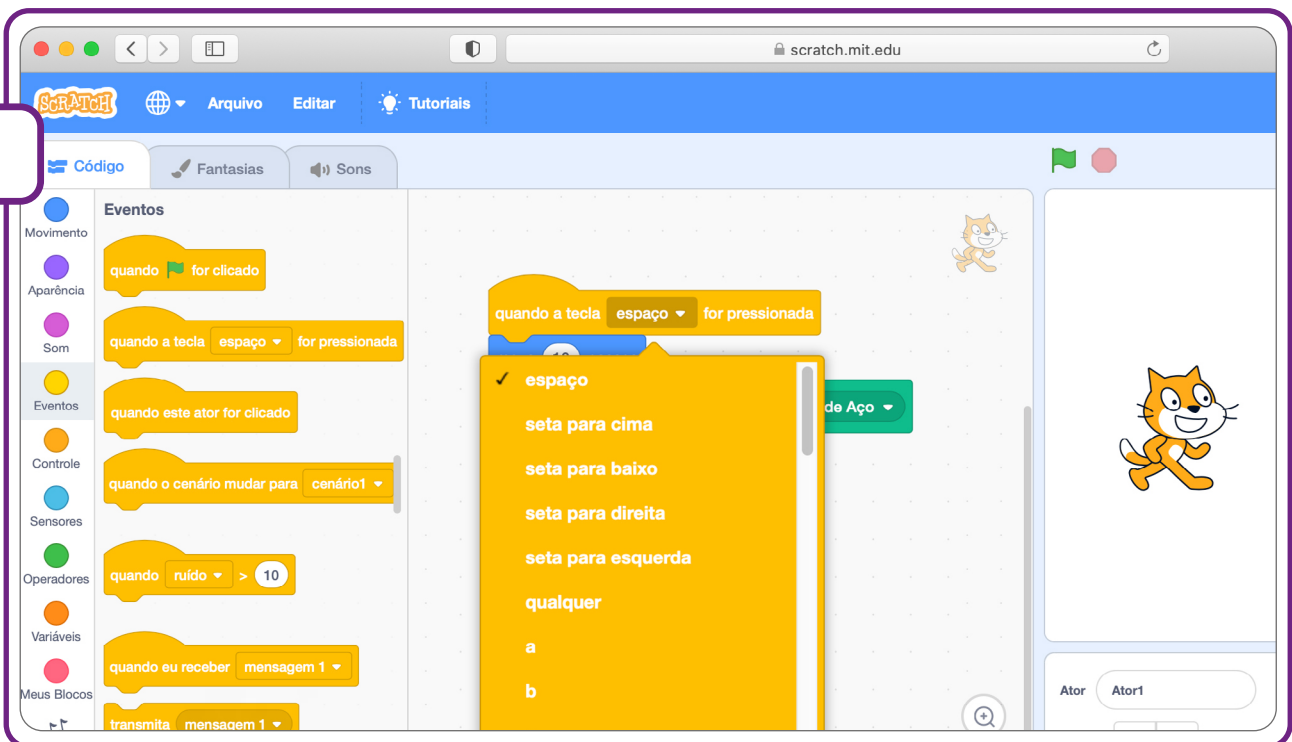 scratch.mit.edu
SCRATCH
Arquivo
Editar
Tutoriais
Código
Fantasias
Sons
Movimento
Aparência
Som
Eventos
Controle
Sensores
Operadores
Variáveis
Meus Blocos
Eventos
quando for clicado
quando a tecla espaço for pressionada
quando este ator for clicado
quando o cenário mudar para cenário1
quando ruído > 10
quando eu receber mensagem 1
transmita mensagem 1
quando a tecla espaço for pressionada
✓ espaço
seta para cima
seta para baixo
seta para direita
seta para esquerda
qualquer
a
b
de Aço
Ator Ator1